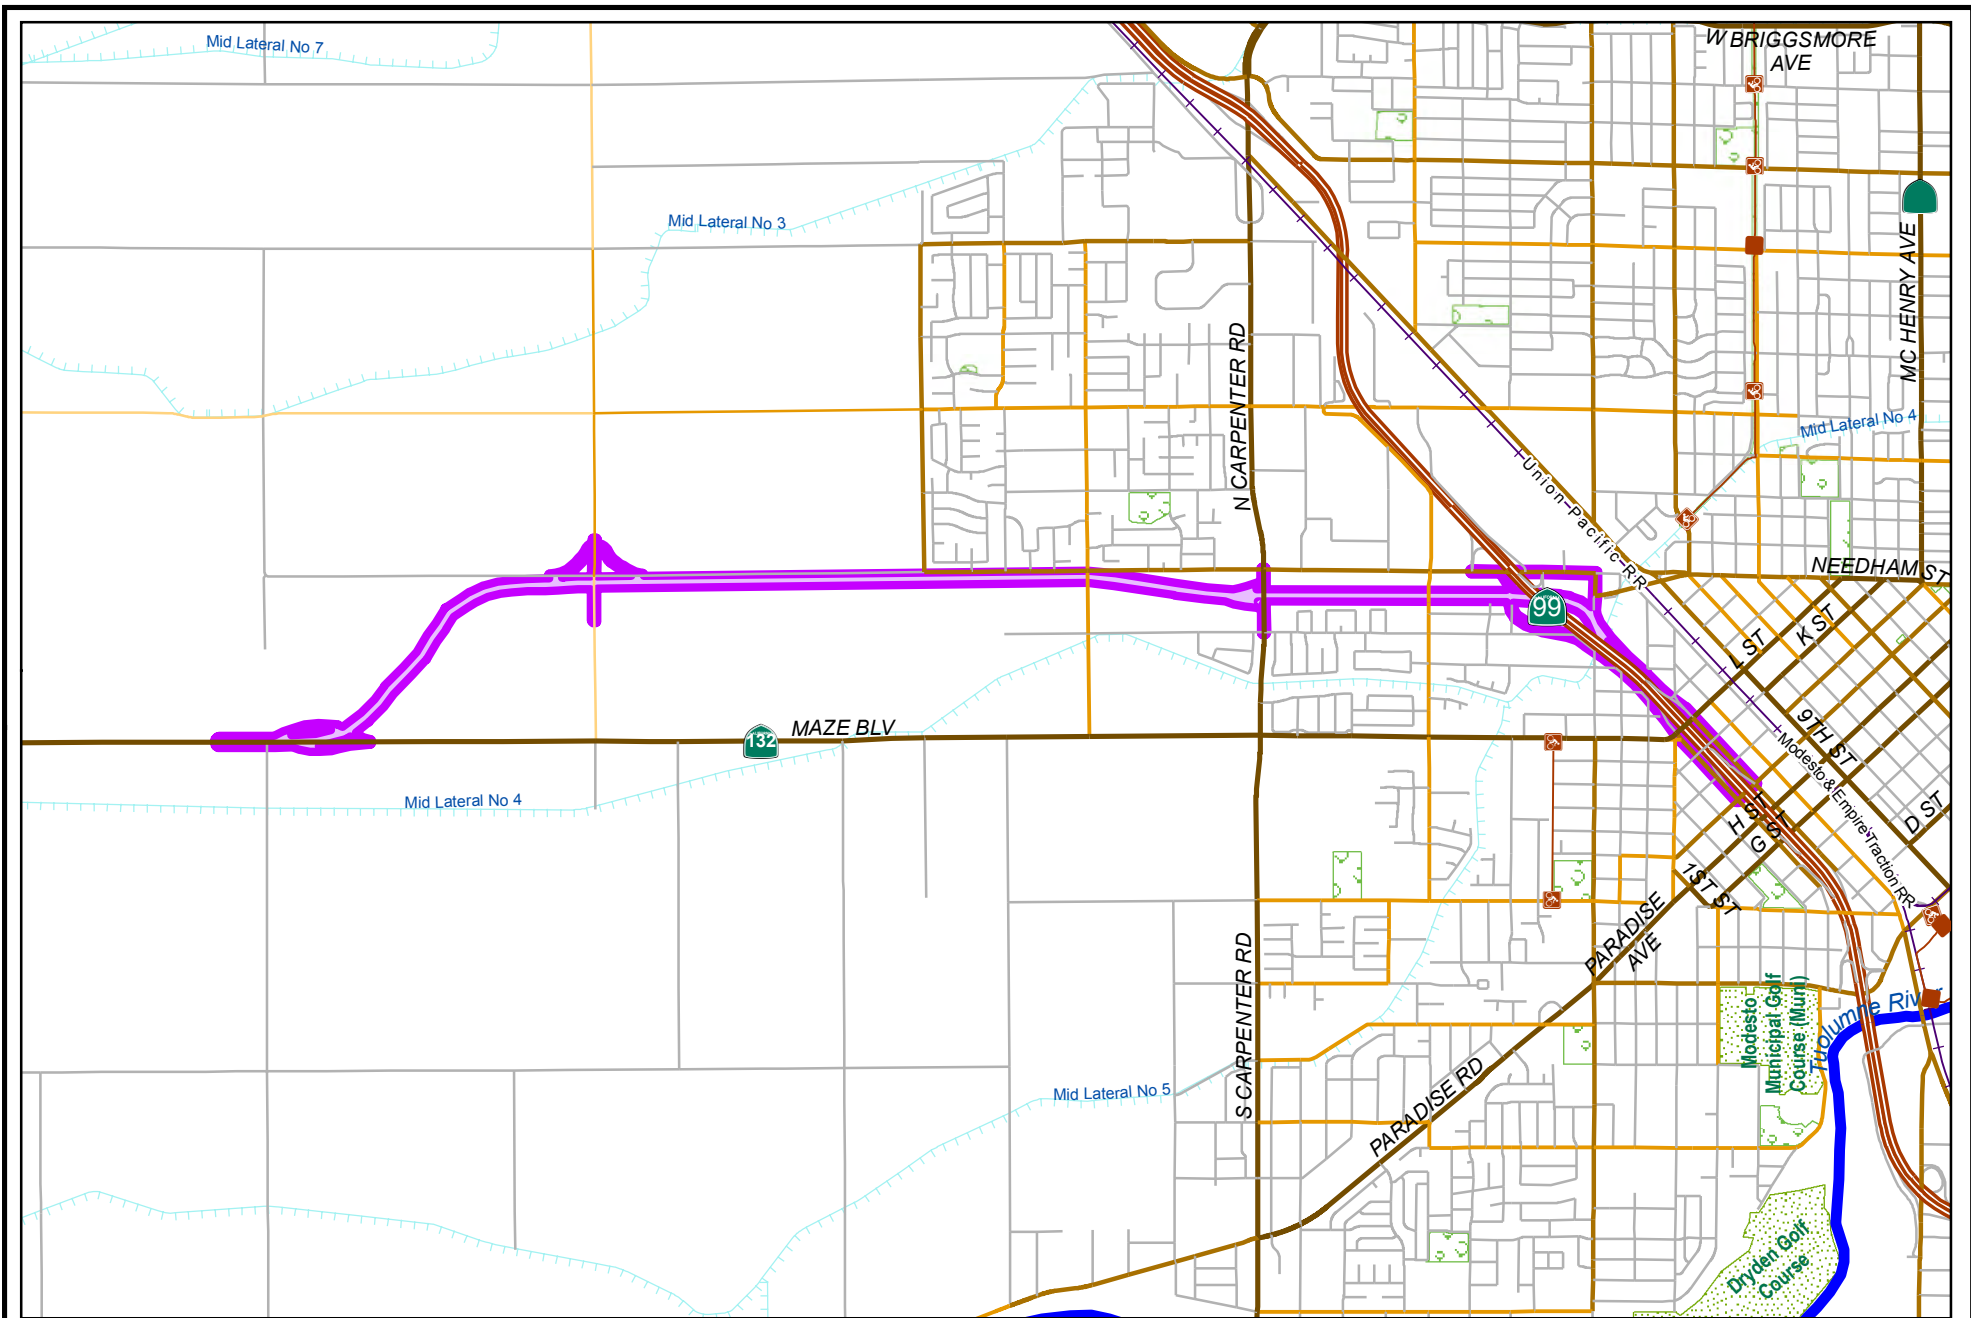 Mid Lateral No 7
W BRIGGSMORE
AVE
Mid Lateral No 3
MC HENRY AVE
N CARPENTER RD
Mid Lateral No 4
Union Pacific RR
NEEDHAM ST
99
L ST
K ST
132
MAZE BLV
9TH ST
Modesto & Empire Traction RR
Mid Lateral No 4
H ST
G ST
D ST
1ST ST
PARADISE
AVE
S CARPENTER RD
Modesto
Municipal Golf
Course (Muni)
Tuolumne River
Mid Lateral No 5
PARADISE RD
Dryden Golf
Course